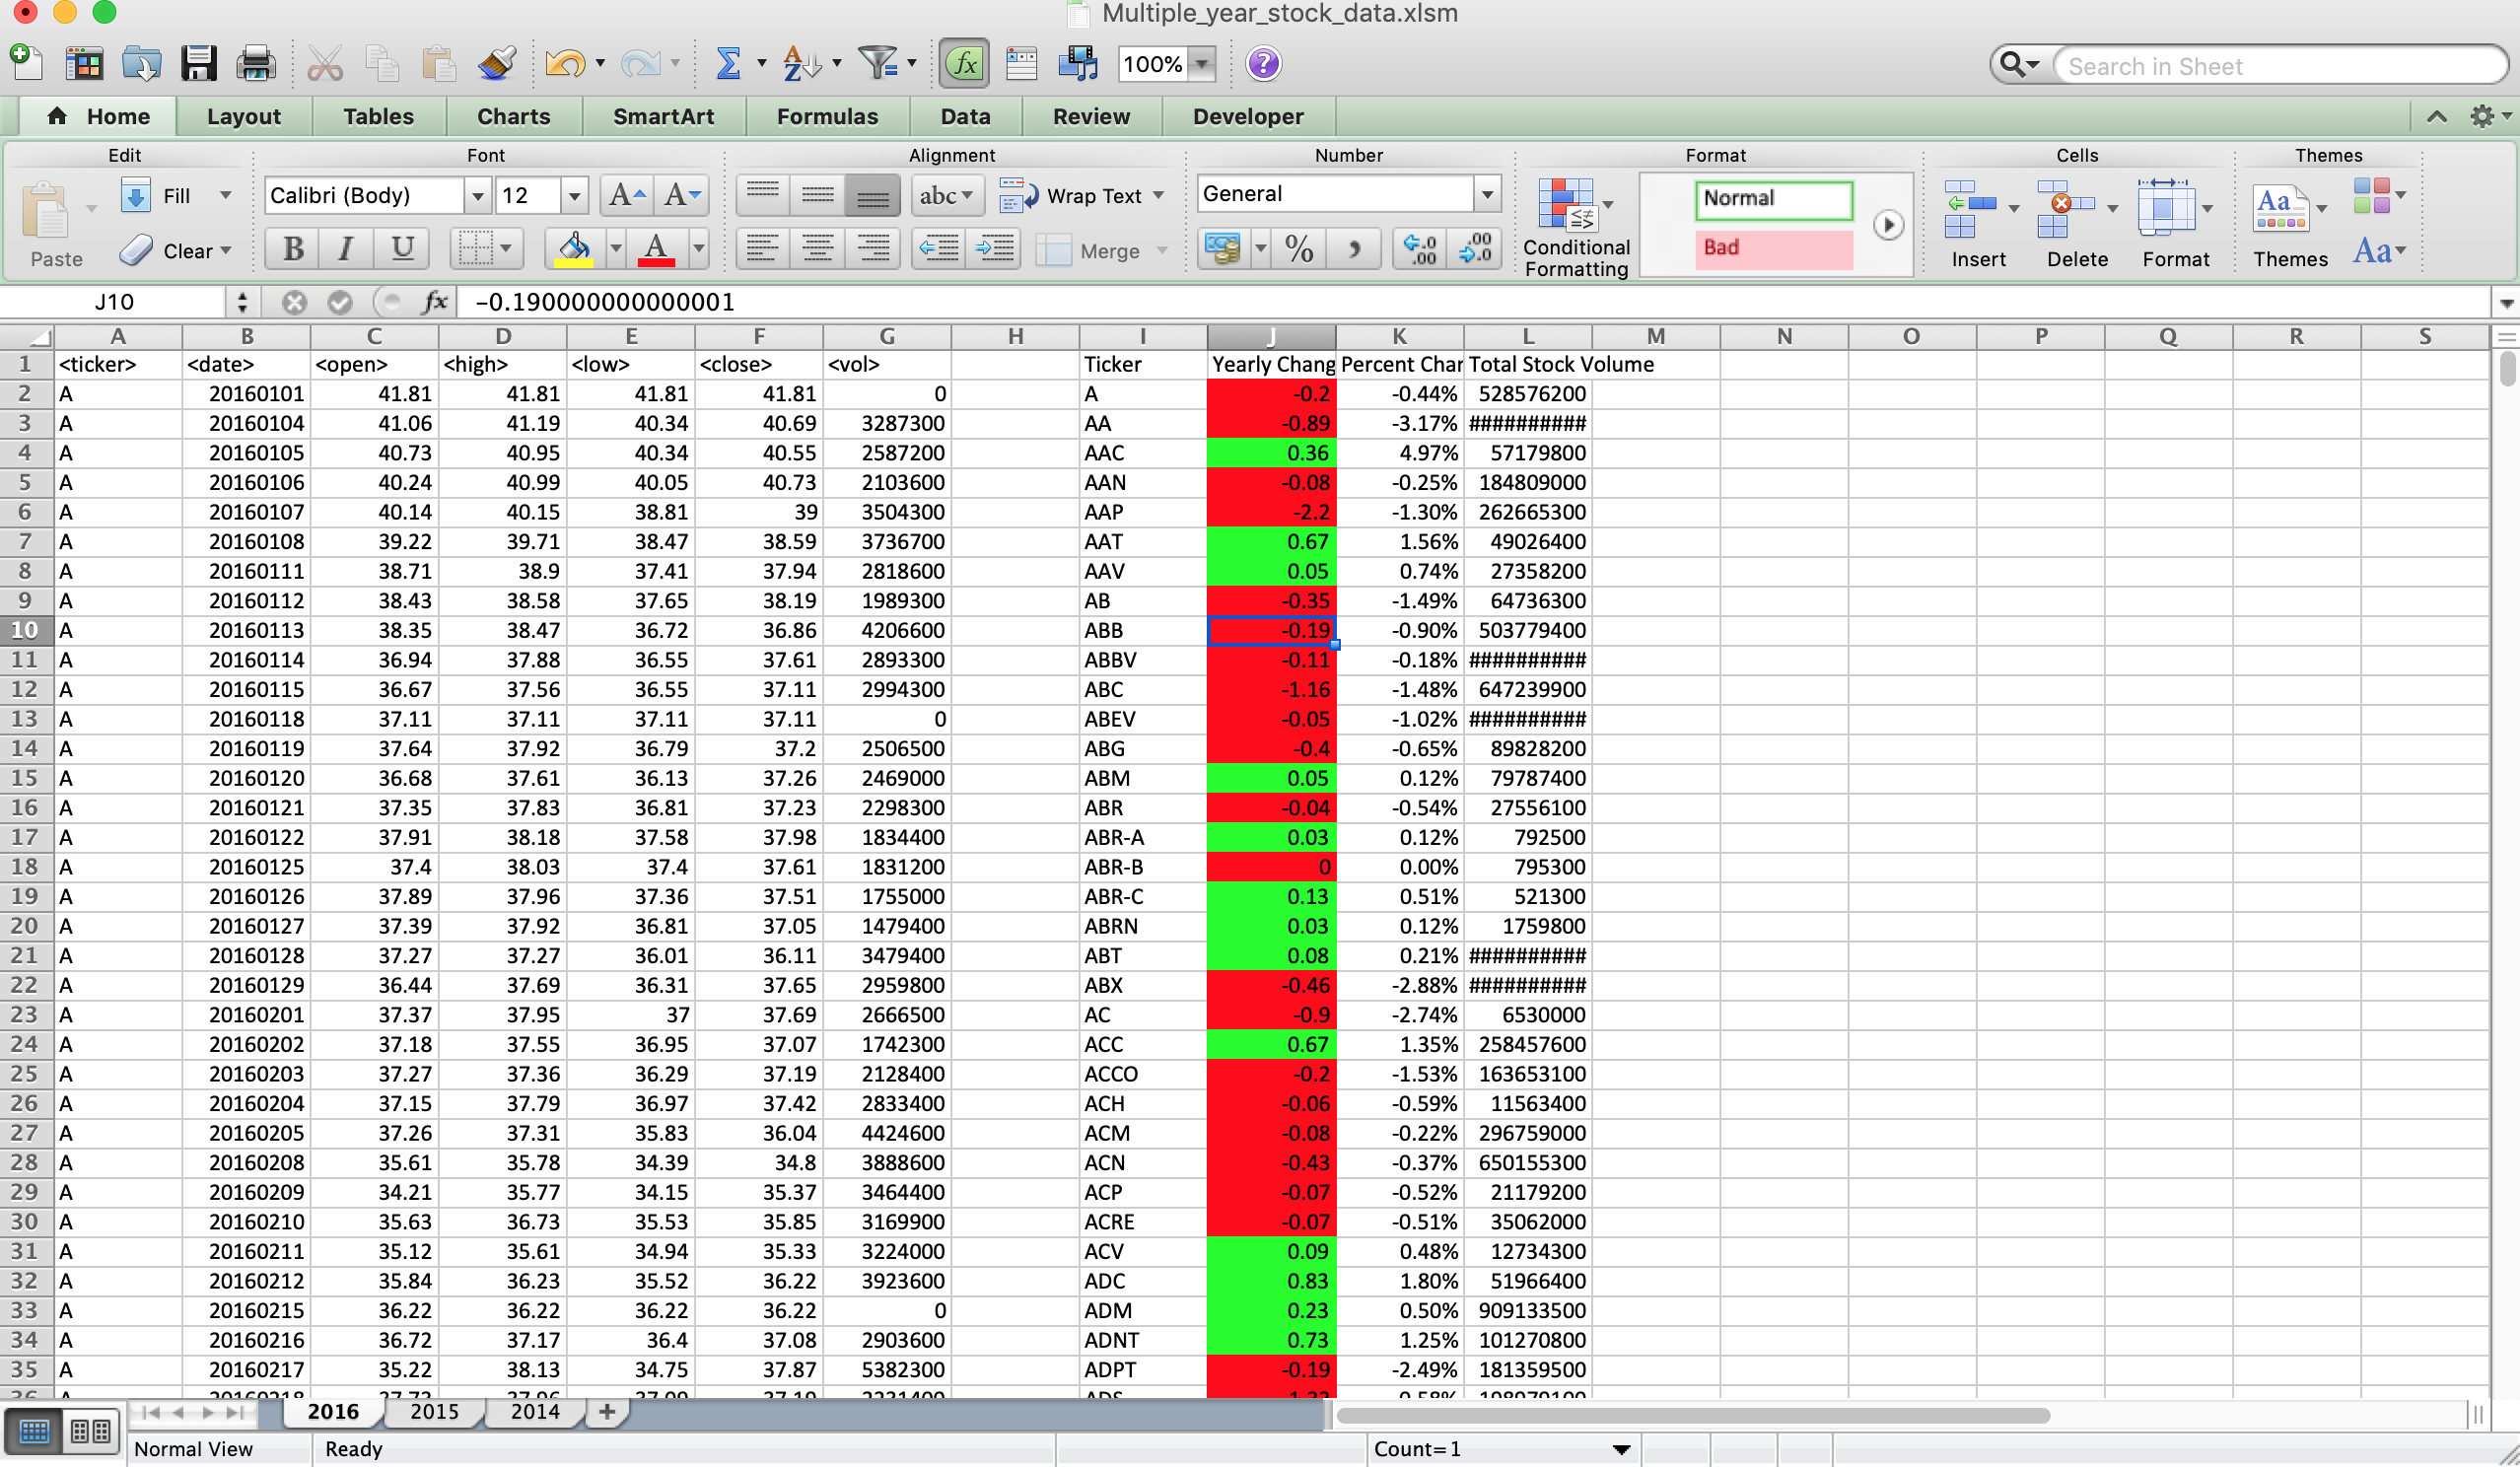 Multiple_year_stock_data.xlsm
100%
Search in Sheet
Home Layout Tables Charts SmartArt Formulas Data Review Developer
Edit Font Alignment Number Format Cells Themes
Fill Calibri (Body) 12 abc Wrap Text General Normal
Paste Clear B I U A Merge % Conditional Formatting Bad Insert Delete Format Themes Aa
J10 fx -0.190000000000001
A B C D E F G H I J K L M N O P Q R S
1 <ticker> <date> <open> <high> <low> <close> <vol> Ticker Yearly Chang Percent Char Total Stock Volume
2 A 20160101 41.81 41.81 41.81 41.81 0 A -0.2 -0.44% 528576200
3 A 20160104 41.06 41.19 40.34 40.69 3287300 AA -0.89 -3.17% ##########
4 A 20160105 40.73 40.95 40.34 40.55 2587200 AAC 0.36 4.97% 57179800
5 A 20160106 40.24 40.99 40.05 40.73 2103600 AAN -0.08 -0.25% 184809000
6 A 20160107 40.14 40.15 38.81 39 3504300 AAP -2.2 -1.30% 262665300
7 A 20160108 39.22 39.71 38.47 38.59 3736700 AAT 0.67 1.56% 49026400
8 A 20160111 38.71 38.9 37.41 37.94 2818600 AAV 0.05 0.74% 27358200
9 A 20160112 38.43 38.58 37.65 38.19 1989300 AB -0.35 -1.49% 64736300
10 A 20160113 38.35 38.47 36.72 36.86 4206600 ABB -0.19 -0.90% 503779400
11 A 20160114 36.94 37.88 36.55 37.61 2893300 ABBV -0.11 -0.18% ##########
12 A 20160115 36.67 37.56 36.55 37.11 2994300 ABC -1.16 -1.48% 647239900
13 A 20160118 37.11 37.11 37.11 37.11 0 ABEV -0.05 -1.02% ##########
14 A 20160119 37.64 37.92 36.79 37.2 2506500 ABG -0.4 -0.65% 89828200
15 A 20160120 36.68 37.61 36.13 37.26 2469000 ABM 0.05 0.12% 79787400
16 A 20160121 37.35 37.83 36.81 37.23 2298300 ABR -0.04 -0.54% 27556100
17 A 20160122 37.91 38.18 37.58 37.98 1834400 ABR-A 0.03 0.12% 792500
18 A 20160125 37.4 38.03 37.4 37.61 1831200 ABR-B 0 0.00% 795300
19 A 20160126 37.89 37.96 37.36 37.51 1755000 ABR-C 0.13 0.51% 521300
20 A 20160127 37.39 37.92 36.81 37.05 1479400 ABRN 0.03 0.12% 1759800
21 A 20160128 37.27 37.27 36.01 36.11 3479400 ABT 0.08 0.21% ##########
22 A 20160129 36.44 37.69 36.31 37.65 2959800 ABX -0.46 -2.88% ##########
23 A 20160201 37.37 37.95 37 37.69 2666500 AC -0.9 -2.74% 6530000
24 A 20160202 37.18 37.55 36.95 37.07 1742300 ACC 0.67 1.35% 258457600
25 A 20160203 37.27 37.36 36.29 37.19 2128400 ACCO -0.2 -1.53% 163653100
26 A 20160204 37.15 37.79 36.97 37.42 2833400 ACH -0.06 -0.59% 11563400
27 A 20160205 37.26 37.31 35.83 36.04 4424600 ACM -0.08 -0.22% 296759000
28 A 20160208 35.61 35.78 34.39 34.8 3888600 ACN -0.43 -0.37% 650155300
29 A 20160209 34.21 35.77 34.15 35.37 3464400 ACP -0.07 -0.52% 21179200
30 A 20160210 35.63 36.73 35.53 35.85 3169900 ACRE -0.07 -0.51% 35062000
31 A 20160211 35.12 35.61 34.94 35.33 3224000 ACV 0.09 0.48% 12734300
32 A 20160212 35.84 36.23 35.52 36.22 3923600 ADC 0.83 1.80% 51966400
33 A 20160215 36.22 36.22 36.22 36.22 0 ADM 0.23 0.50% 909133500
34 A 20160216 36.72 37.17 36.4 37.08 2903600 ADNT 0.73 1.25% 101270800
35 A 20160217 35.22 38.13 34.75 37.87 5382300 ADPT -0.19 -2.49% 181359500
2016 2015 2014
Normal View Ready Count=1